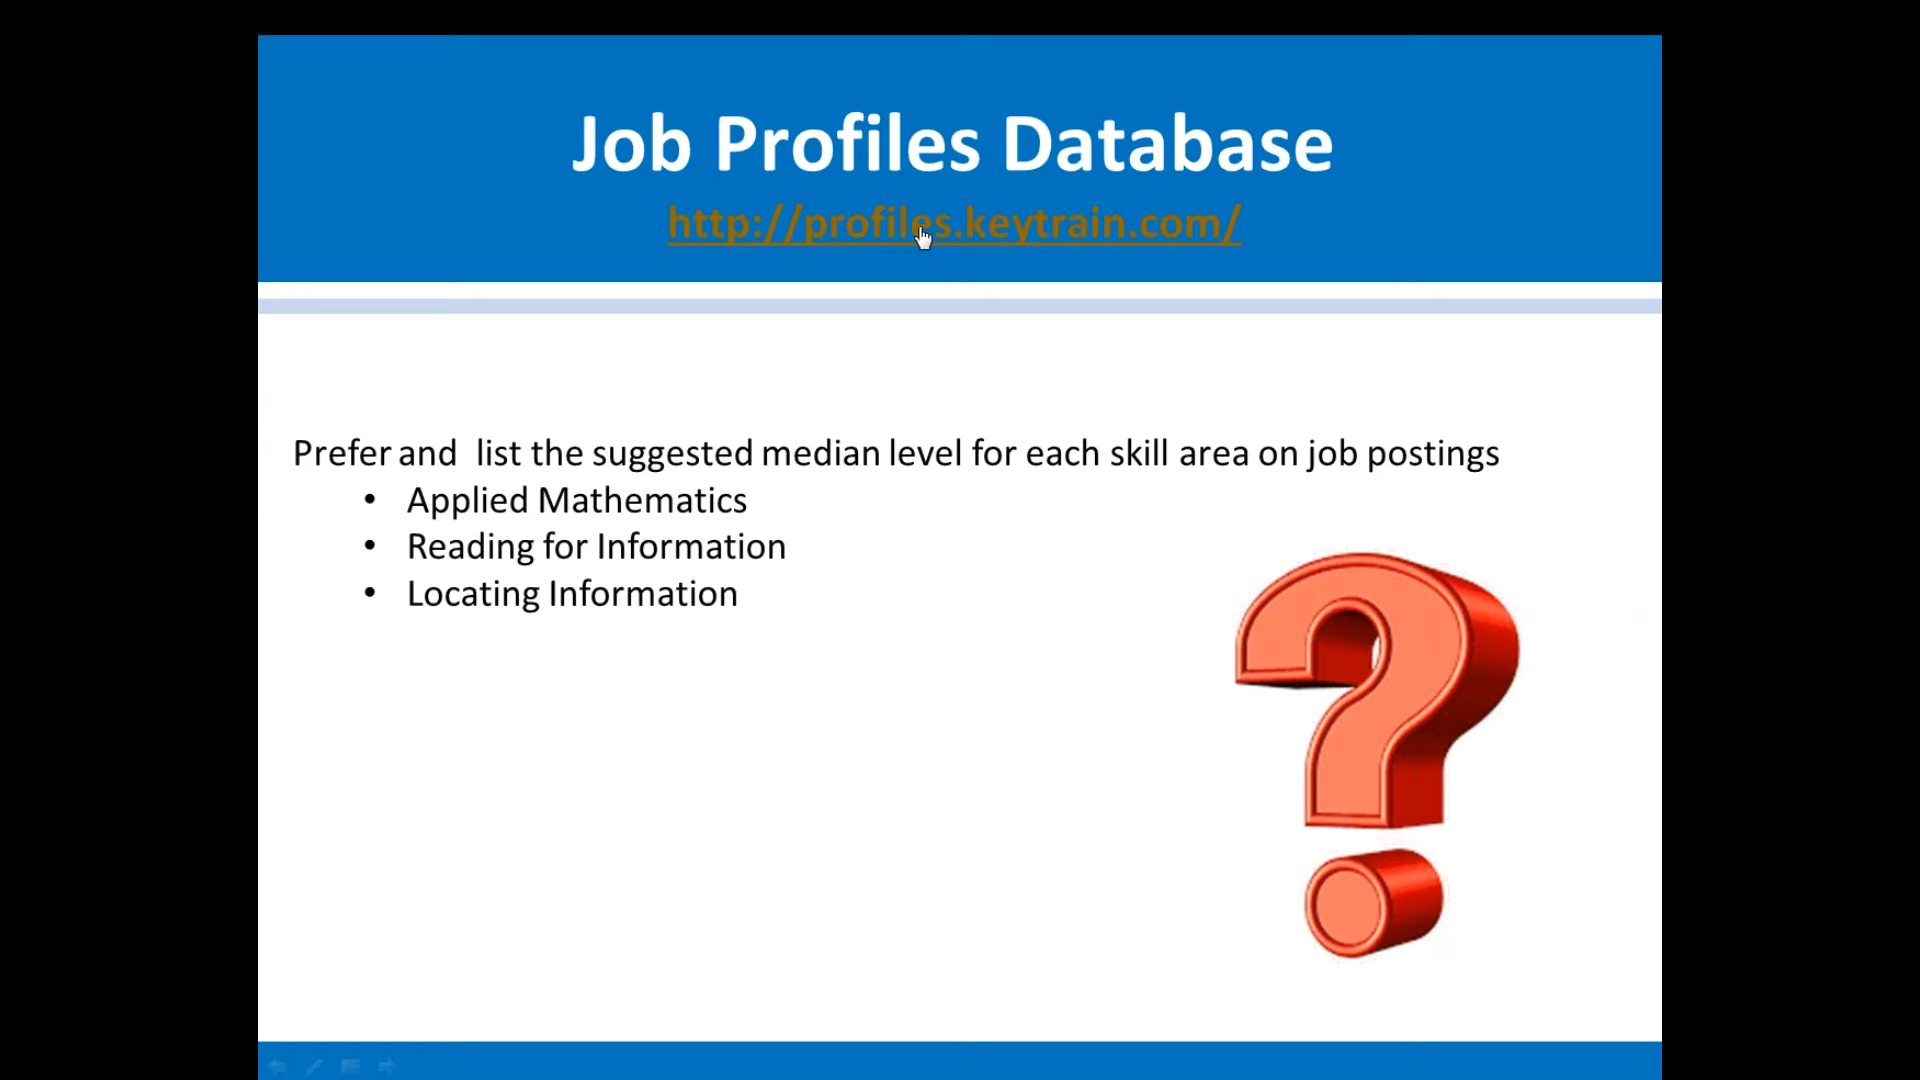 Job Profiles Database
http://profiles.keytrain.com/
Prefer and  list the suggested median level for each skill area on job postings
• Applied Mathematics
• Reading for Information
• Locating Information
?